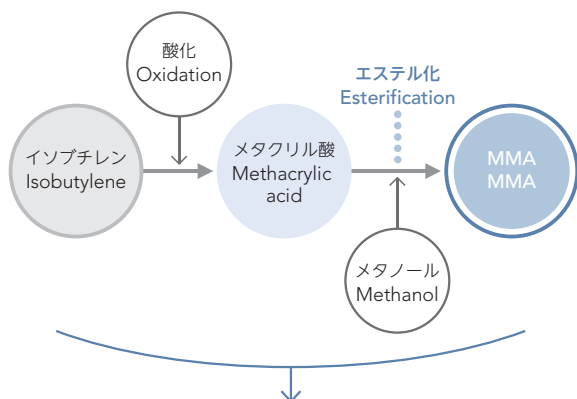 酸化
Oxidation
エステル化
Esterification
イソブチレン
Isobutylene
メタクリル酸
Methacrylic
acid
MMA
MMA
メタノール
Methanol